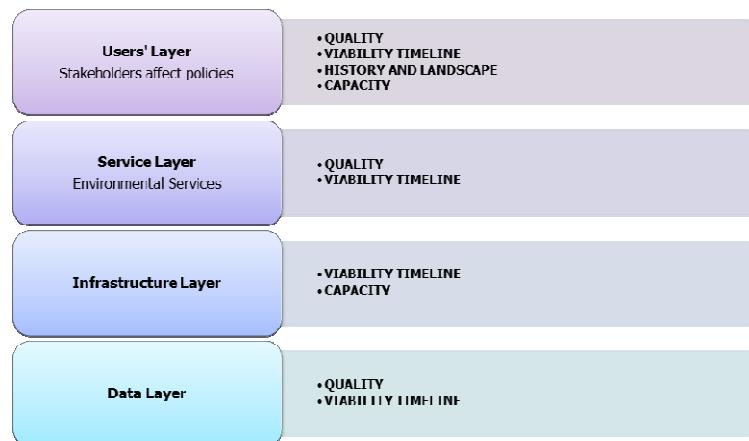 Users' Layer
Stakeholders affect policies
• QUALITY
• VIABILITY TIMELINE
• HISTORY AND LANDSCAPE
• CAPACITY
Service Layer
Environmental Services
• QUALITY
• VIABILITY TIMELINE
Infrastructure Layer
• VIABILITY TIMELINE
• CAPACITY
Data Layer
• QUALITY
• VIABILITY TIMELINE